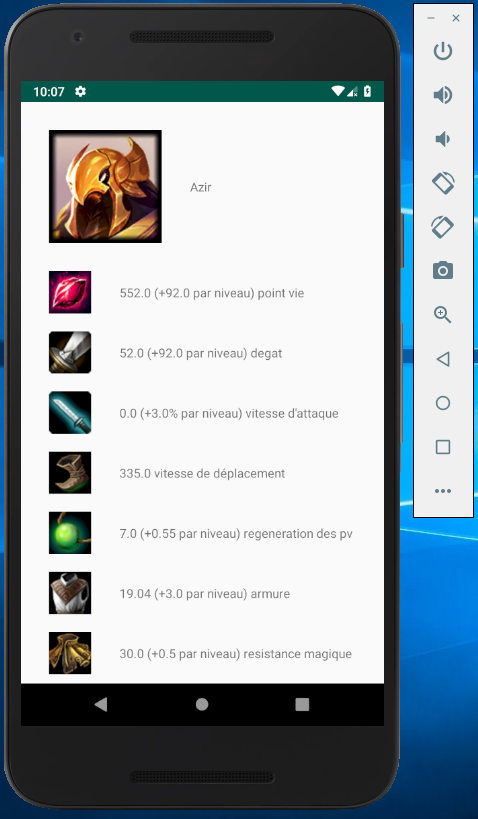 10:07
Azir
552.0 (+92.0 par niveau) point vie
52.0 (+92.0 par niveau) degat
0.0 (+3.0% par niveau) vitesse d'attaque
335.0 vitesse de déplacement
7.0 (+0.55 par niveau) regeneration des pv
19.04 (+3.0 par niveau) armure
30.0 (+0.5 par niveau) resistance magique